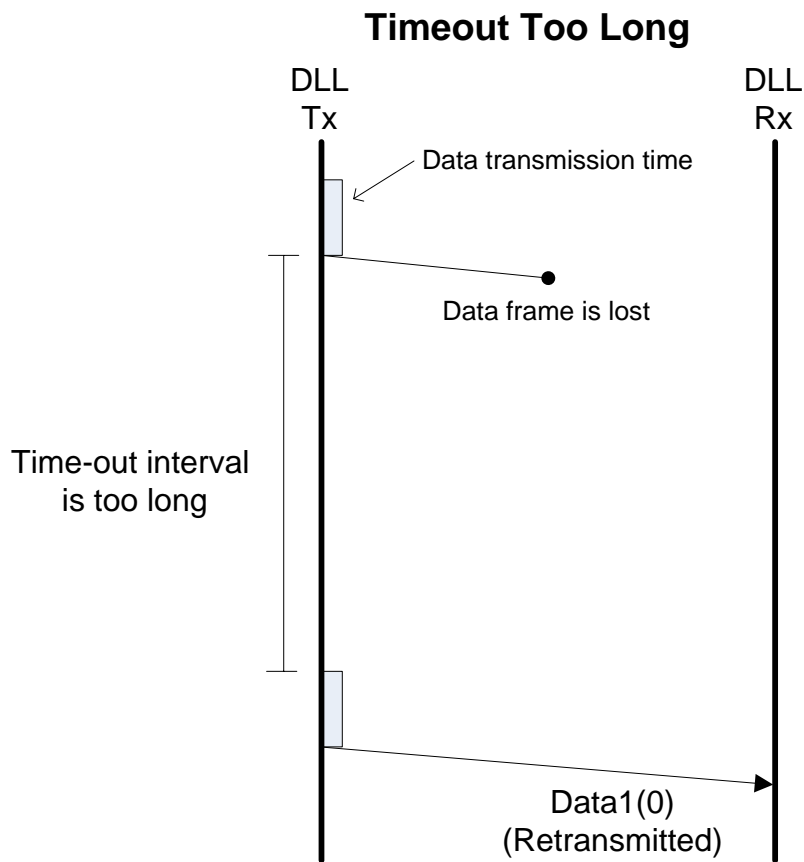 Timeout Too Long
DLL
Tx
DLL
Rx
Data transmission time
Data frame is lost
Time-out interval
is too long
Data1(0)
(Retransmitted)